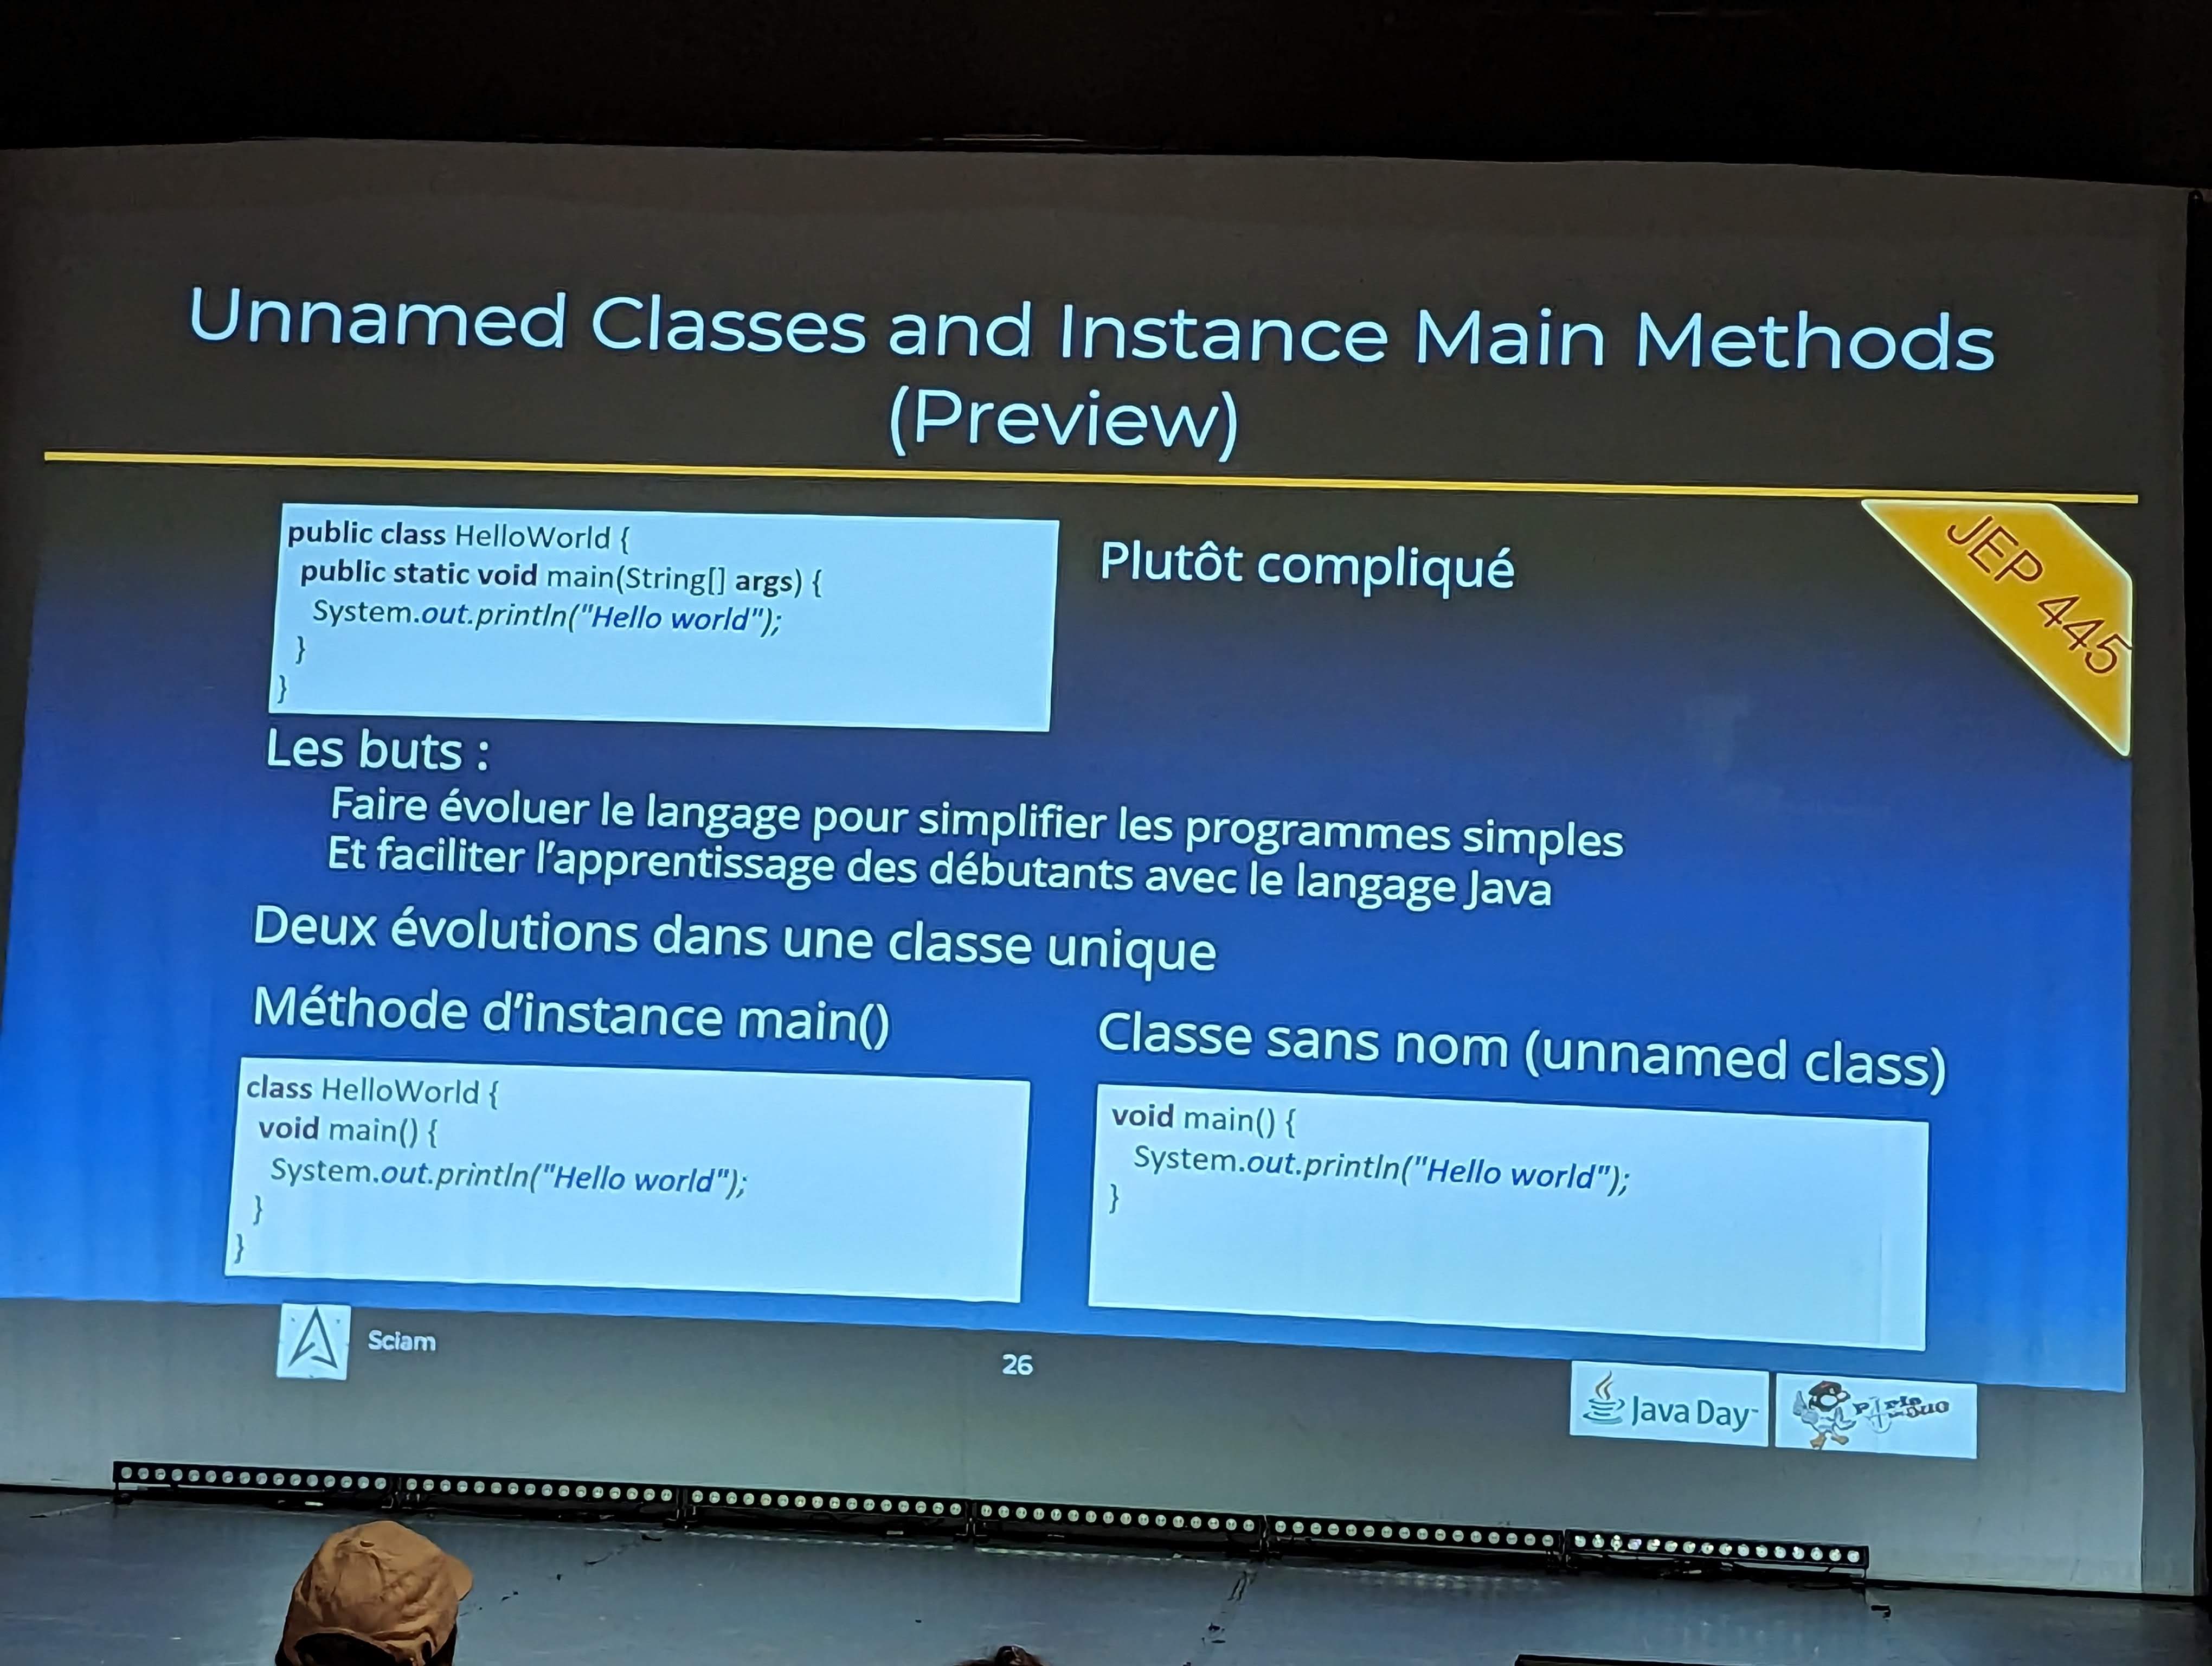 Unnamed Classes and Instance Main Methods
(Preview)
JEP 445
public class HelloWorld {
public static void main(String[] args) {
System.out.println("Hello world");
}
}
Plutôt compliqué
Les buts :
Faire évoluer le langage pour simplifier les programmes simples
Et faciliter l'apprentissage des débutants avec le langage Java
Deux évolutions dans une classe unique
Méthode d'instance main()
class HelloWorld {
void main() {
System.out.println("Hello world");
}
}
Classe sans nom (unnamed class)
void main() {
System.out.println("Hello world");
}
Sciam
26
Java Day
Paris